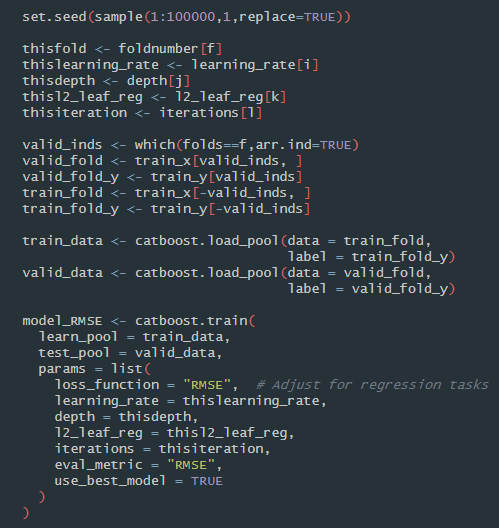 set.seed(sample(1:100000,1,replace=TRUE))

thisfold <- foldnumber[f]
thislearning_rate <- learning_rate[i]
thisdepth <- depth[j]
thisl2_leaf_reg <- l2_leaf_reg[k]
thisiteration <- iterations[l]

valid_inds <- which(folds==f,arr.ind=TRUE)
valid_fold <- train_x[valid_inds, ]
valid_fold_y <- train_y[valid_inds]
train_fold <- train_x[-valid_inds, ]
train_fold_y <- train_y[-valid_inds]

train_data <- catboost.load_pool(data = train_fold,
                                 label = train_fold_y)
valid_data <- catboost.load_pool(data = valid_fold,
                                 label = valid_fold_y)

model_RMSE <- catboost.train(
  learn_pool = train_data,
  test_pool = valid_data,
  params = list(
    loss_function = "RMSE",  # Adjust for regression tasks
    learning_rate = thislearning_rate,
    depth = thisdepth,
    l2_leaf_reg = thisl2_leaf_reg,
    iterations = thisiteration,
    eval_metric = "RMSE",
    use_best_model = TRUE
  )
)